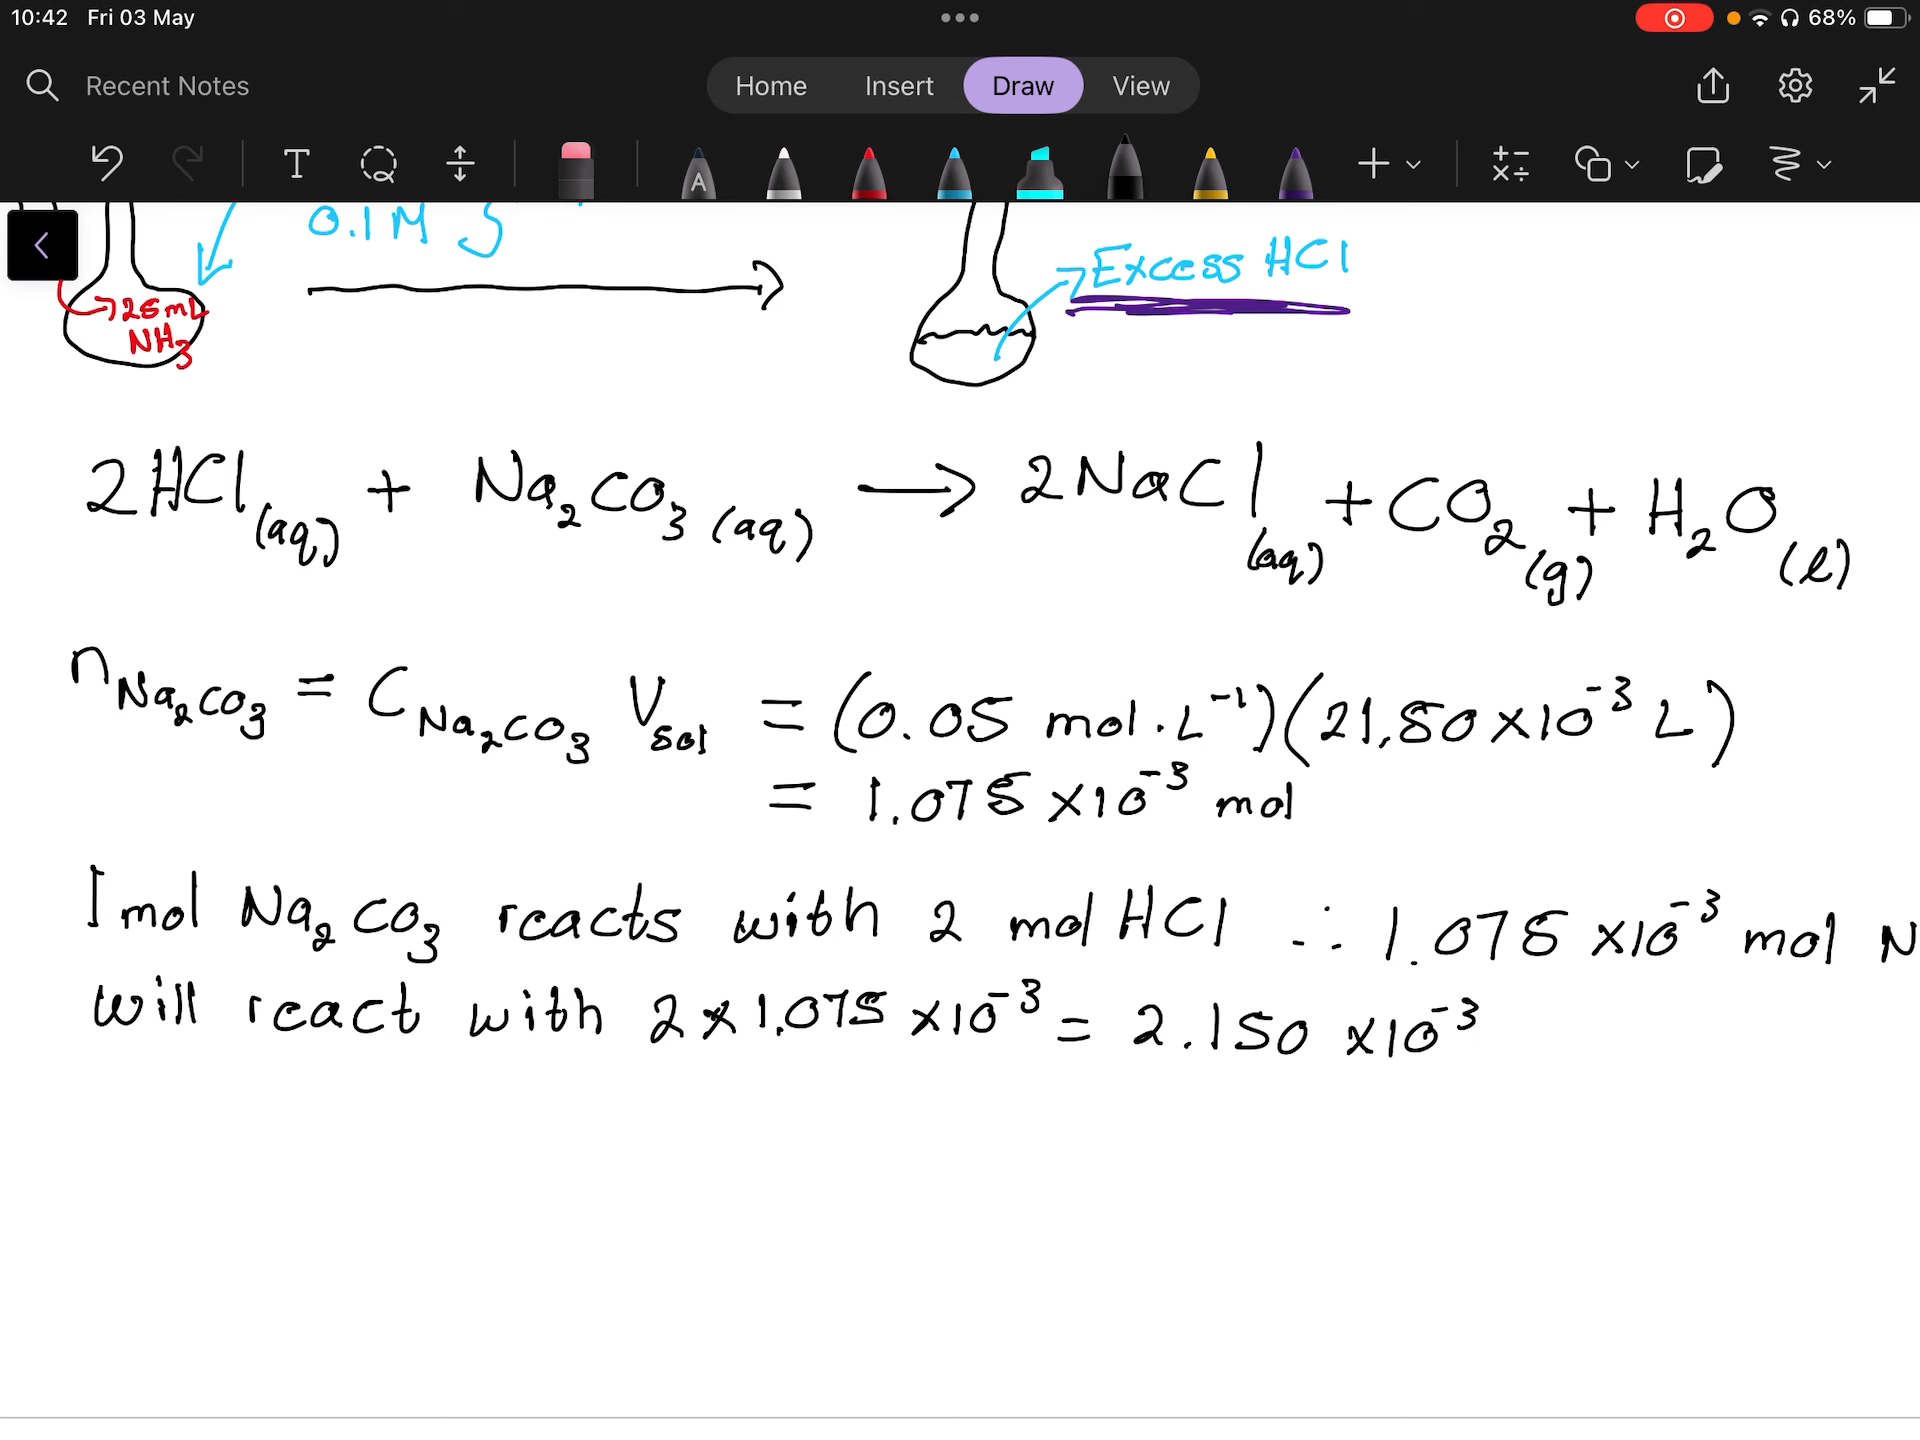 10:42 Fri 03 May 68%
Recent Notes Home Insert Draw View
T A
0.1M
25mL
NH₃
Excess HCl
2HCl(aq) + Na₂CO₃(aq) → 2NaCl(aq) + CO₂(g) + H₂O(l)
nNa₂CO₃ = CNa₂CO₃ Vsol = (0.05 mol·L⁻¹)(21,50 × 10⁻³ L)
= 1.075 × 10⁻³ mol
1 mol Na₂CO₃ reacts with 2 mol HCl ∴ 1.075 × 10⁻³ mol N
will react with 2 × 1,075 × 10⁻³ = 2.150 × 10⁻³